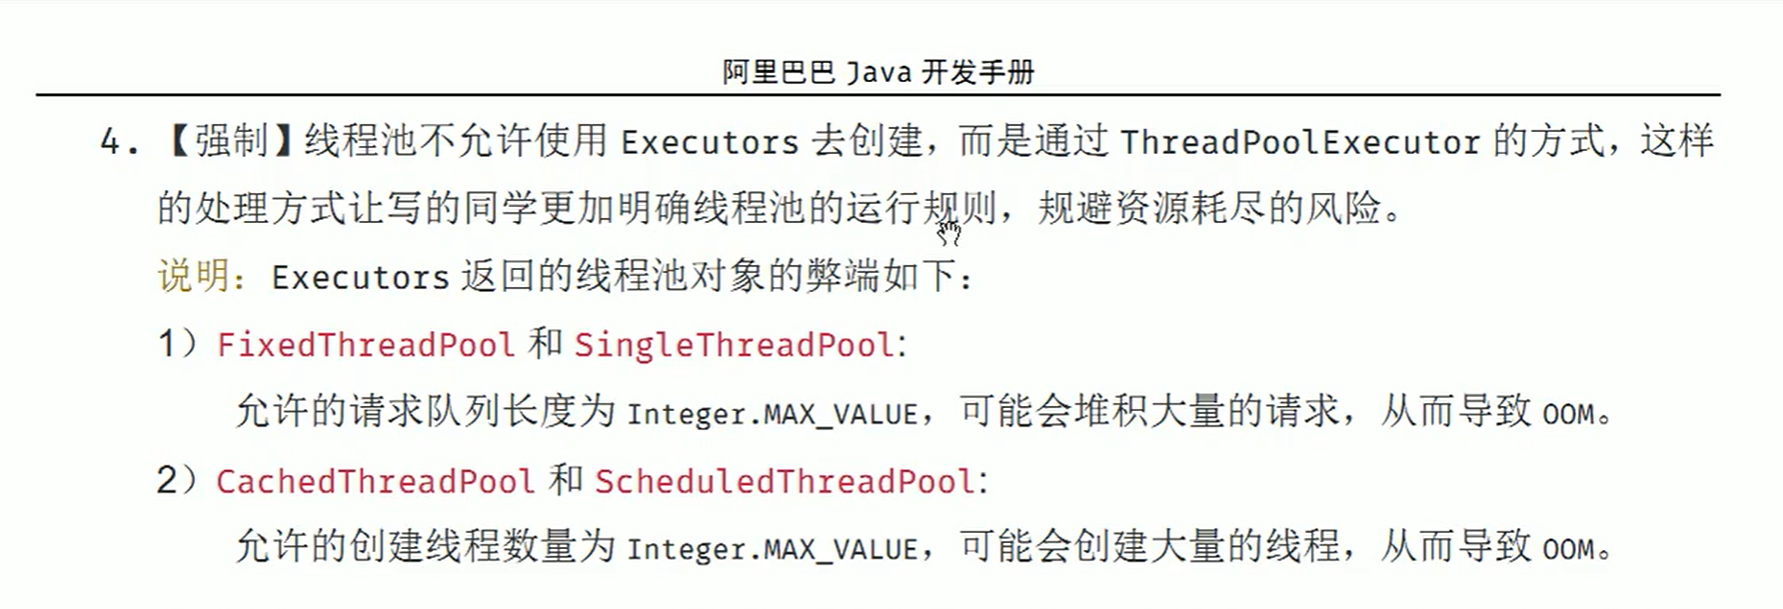 阿里巴巴 Java 开发手册
4. 【强制】线程池不允许使用 Executors 去创建，而是通过 ThreadPoolExecutor 的方式，这样
的处理方式让写的同学更加明确线程池的运行规则，规避资源耗尽的风险。
说明：Executors 返回的线程池对象的弊端如下：
1）FixedThreadPool 和 SingleThreadPool:
允许的请求队列长度为 Integer.MAX_VALUE，可能会堆积大量的请求，从而导致 OOM。
2）CachedThreadPool 和 ScheduledThreadPool:
允许的创建线程数量为 Integer.MAX_VALUE，可能会创建大量的线程，从而导致 OOM。